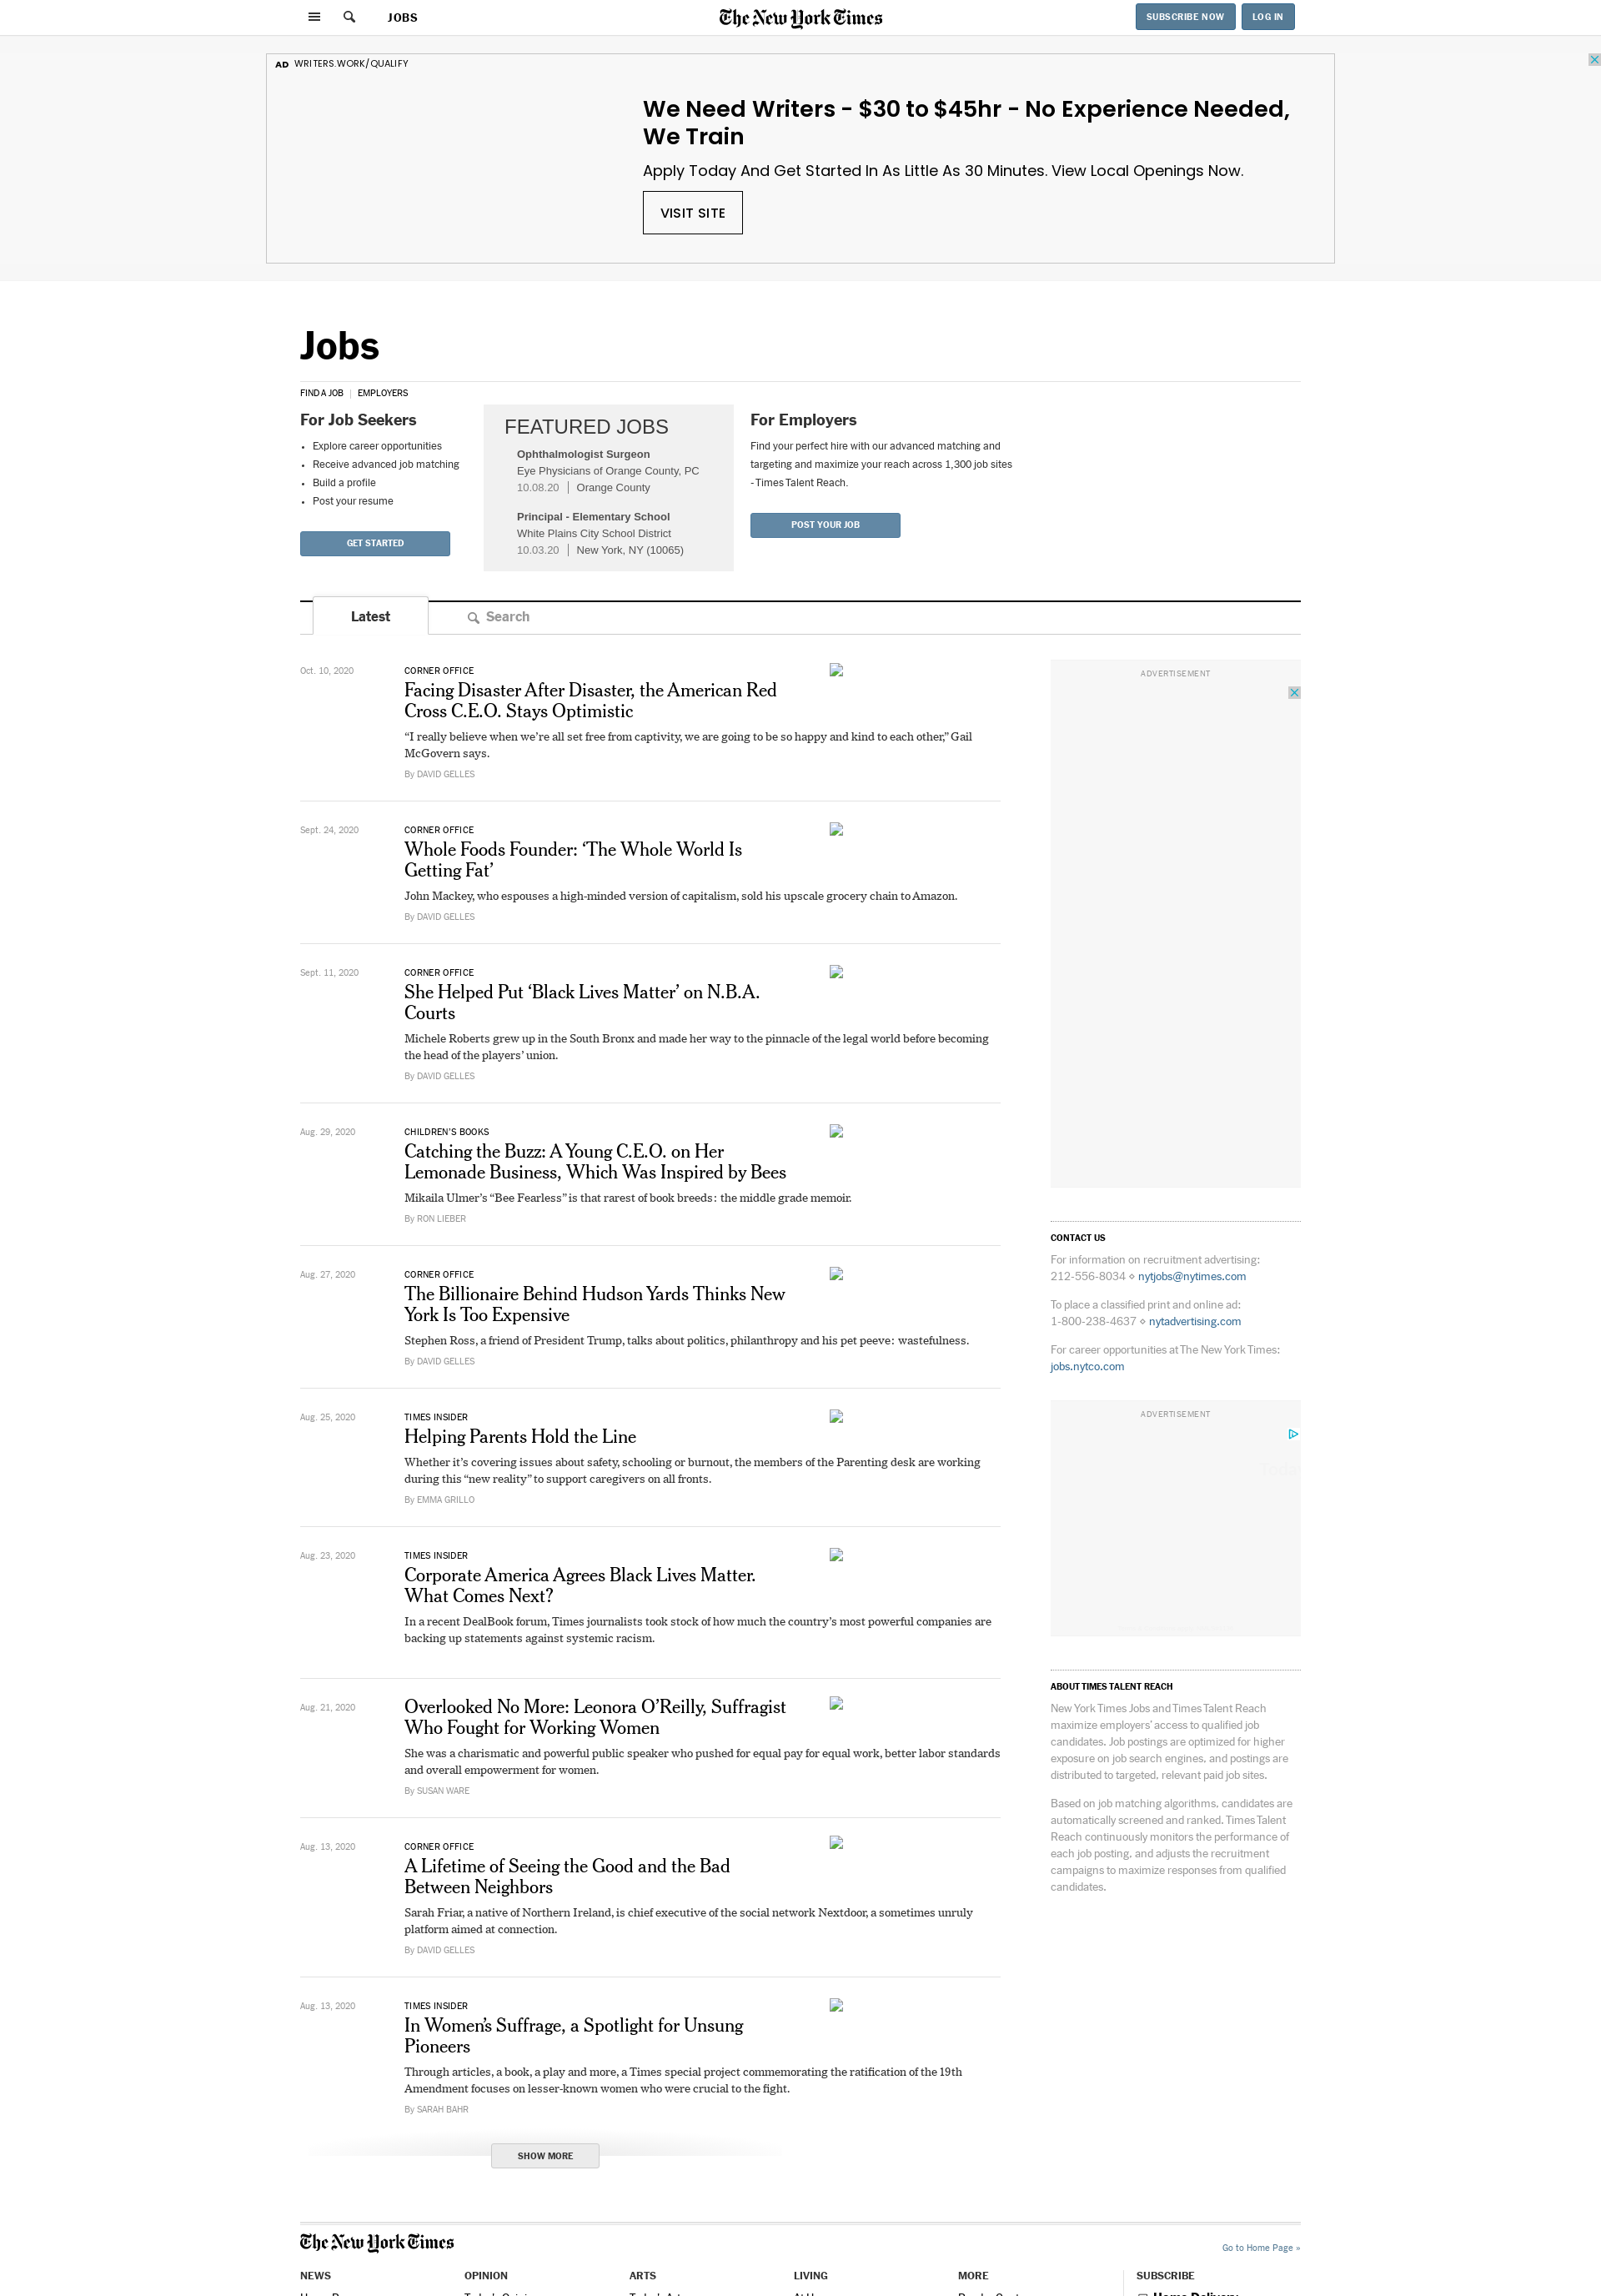 JOBS
The New York Times
SUBSCRIBE NOW
LOG IN
AD WRITERS.WORK/QUALIFY
We Need Writers - $30 to $45hr - No Experience Needed,
We Train
Apply Today And Get Started In As Little As 30 Minutes. View Local Openings Now.
VISIT SITE
Jobs
FIND A JOB
EMPLOYERS
For Job Seekers
Explore career opportunities
Receive advanced job matching
Build a profile
Post your resume
GET STARTED
FEATURED JOBS
Ophthalmologist Surgeon
Eye Physicians of Orange County, PC
10.08.20 | Orange County
Principal - Elementary School
White Plains City School District
10.03.20 | New York, NY (10065)
For Employers
Find your perfect hire with our advanced matching and
targeting and maximize your reach across 1,300 job sites
- Times Talent Reach.
POST YOUR JOB
Latest
Search
Oct. 10, 2020
CORNER OFFICE
Facing Disaster After Disaster, the American Red
Cross C.E.O. Stays Optimistic
“I really believe when we’re all set free from captivity, we are going to be so happy and kind to each other,” Gail
McGovern says.
By DAVID GELLES
Sept. 24, 2020
CORNER OFFICE
Whole Foods Founder: ‘The Whole World Is
Getting Fat’
John Mackey, who espouses a high-minded version of capitalism, sold his upscale grocery chain to Amazon.
By DAVID GELLES
Sept. 11, 2020
CORNER OFFICE
She Helped Put ‘Black Lives Matter’ on N.B.A.
Courts
Michele Roberts grew up in the South Bronx and made her way to the pinnacle of the legal world before becoming
the head of the players’ union.
By DAVID GELLES
Aug. 29, 2020
CHILDREN’S BOOKS
Catching the Buzz: A Young C.E.O. on Her
Lemonade Business, Which Was Inspired by Bees
Mikaila Ulmer’s “Bee Fearless” is that rarest of book breeds: the middle grade memoir.
By RON LIEBER
Aug. 27, 2020
CORNER OFFICE
The Billionaire Behind Hudson Yards Thinks New
York Is Too Expensive
Stephen Ross, a friend of President Trump, talks about politics, philanthropy and his pet peeve: wastefulness.
By DAVID GELLES
Aug. 25, 2020
TIMES INSIDER
Helping Parents Hold the Line
Whether it’s covering issues about safety, schooling or burnout, the members of the Parenting desk are working
during this “new reality” to support caregivers on all fronts.
By EMMA GRILLO
Aug. 23, 2020
TIMES INSIDER
Corporate America Agrees Black Lives Matter.
What Comes Next?
In a recent DealBook forum, Times journalists took stock of how much the country’s most powerful companies are
backing up statements against systemic racism.
Aug. 21, 2020
Overlooked No More: Leonora O’Reilly, Suffragist
Who Fought for Working Women
She was a charismatic and powerful public speaker who pushed for equal pay for equal work, better labor standards
and overall empowerment for women.
By SUSAN WARE
Aug. 13, 2020
CORNER OFFICE
A Lifetime of Seeing the Good and the Bad
Between Neighbors
Sarah Friar, a native of Northern Ireland, is chief executive of the social network Nextdoor, a sometimes unruly
platform aimed at connection.
By DAVID GELLES
Aug. 13, 2020
TIMES INSIDER
In Women’s Suffrage, a Spotlight for Unsung
Pioneers
Through articles, a book, a play and more, a Times special project commemorating the ratification of the 19th
Amendment focuses on lesser-known women who were crucial to the fight.
By SARAH BAHR
SHOW MORE
ADVERTISEMENT
CONTACT US
For information on recruitment advertising:
212-556-8034 ⋄ nytjobs@nytimes.com
To place a classified print and online ad:
1-800-238-4637 ⋄ nytadvertising.com
For career opportunities at The New York Times:
jobs.nytco.com
ADVERTISEMENT
ABOUT TIMES TALENT REACH
New York Times Jobs and Times Talent Reach
maximize employers’ access to qualified job
candidates. Job postings are optimized for higher
exposure on job search engines, and postings are
distributed to targeted, relevant paid job sites.
Based on job matching algorithms, candidates are
automatically screened and ranked. Times Talent
Reach continuously monitors the performance of
each job posting, and adjusts the recruitment
campaigns to maximize responses from qualified
candidates.
The New York Times
Go to Home Page »
NEWS
OPINION
ARTS
LIVING
MORE
SUBSCRIBE